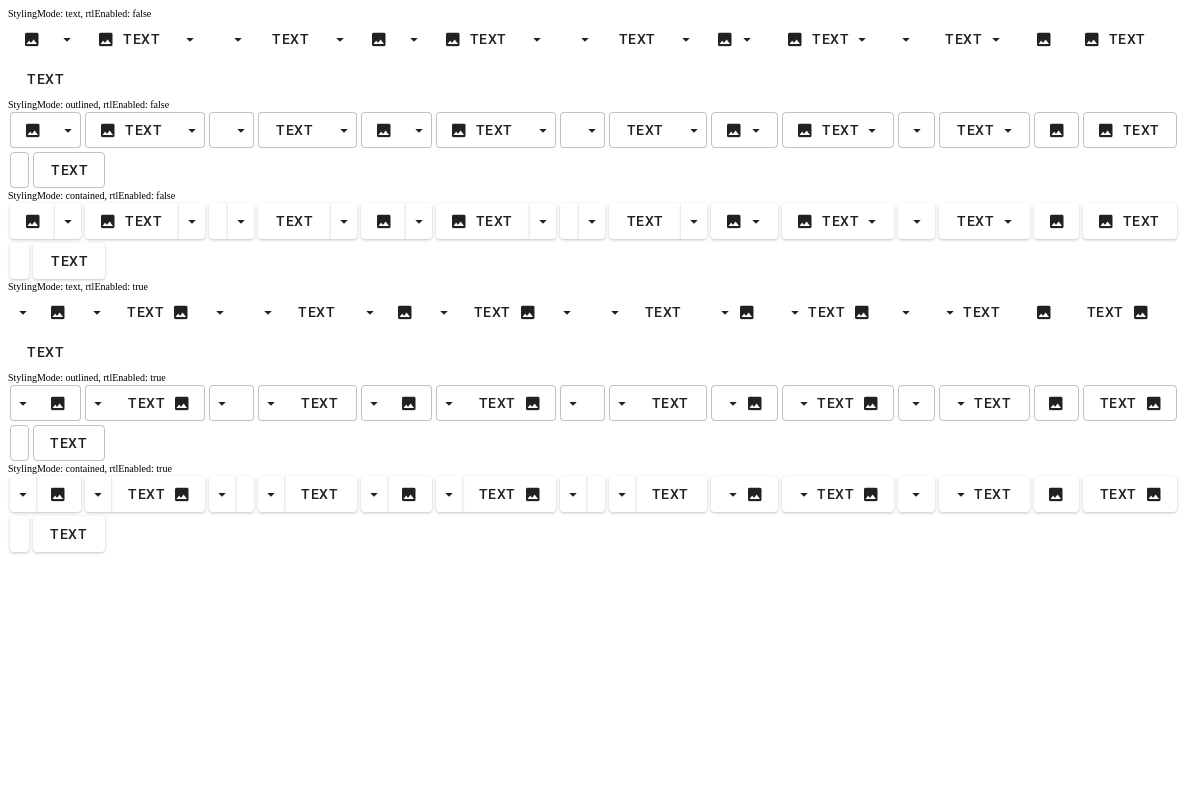 StylingMode: text, rtlEnabled: false
TEXT TEXT TEXT TEXT TEXT TEXT TEXT
TEXT
StylingMode: outlined, rtlEnabled: false
TEXT TEXT TEXT TEXT TEXT TEXT TEXT
TEXT
StylingMode: contained, rtlEnabled: false
TEXT TEXT TEXT TEXT TEXT TEXT TEXT
TEXT
StylingMode: text, rtlEnabled: true
TEXT TEXT TEXT TEXT TEXT TEXT TEXT
TEXT
StylingMode: outlined, rtlEnabled: true
TEXT TEXT TEXT TEXT TEXT TEXT TEXT
TEXT
StylingMode: contained, rtlEnabled: true
TEXT TEXT TEXT TEXT TEXT TEXT TEXT
TEXT